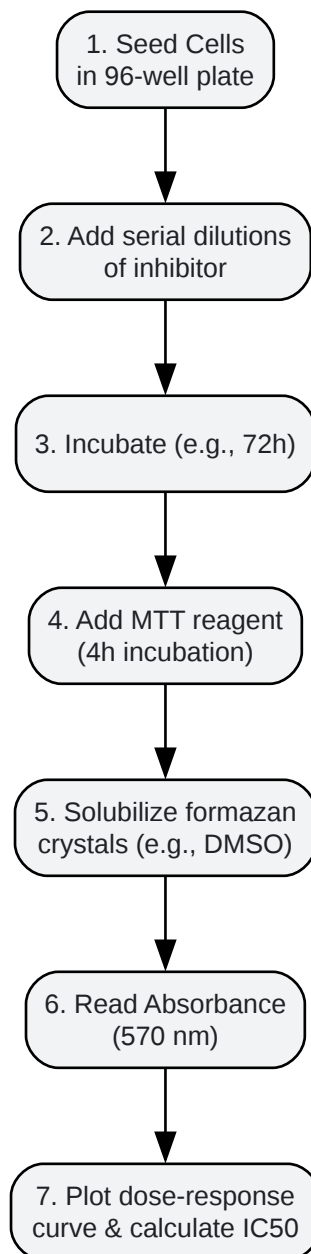 1. Seed Cells
in 96-well plate
2. Add serial dilutions
of inhibitor
3. Incubate (e.g., 72h)
4. Add MTT reagent
(4h incubation)
5. Solubilize formazan
crystals (e.g., DMSO)
6. Read Absorbance
(570 nm)
7. Plot dose-response
curve & calculate IC50